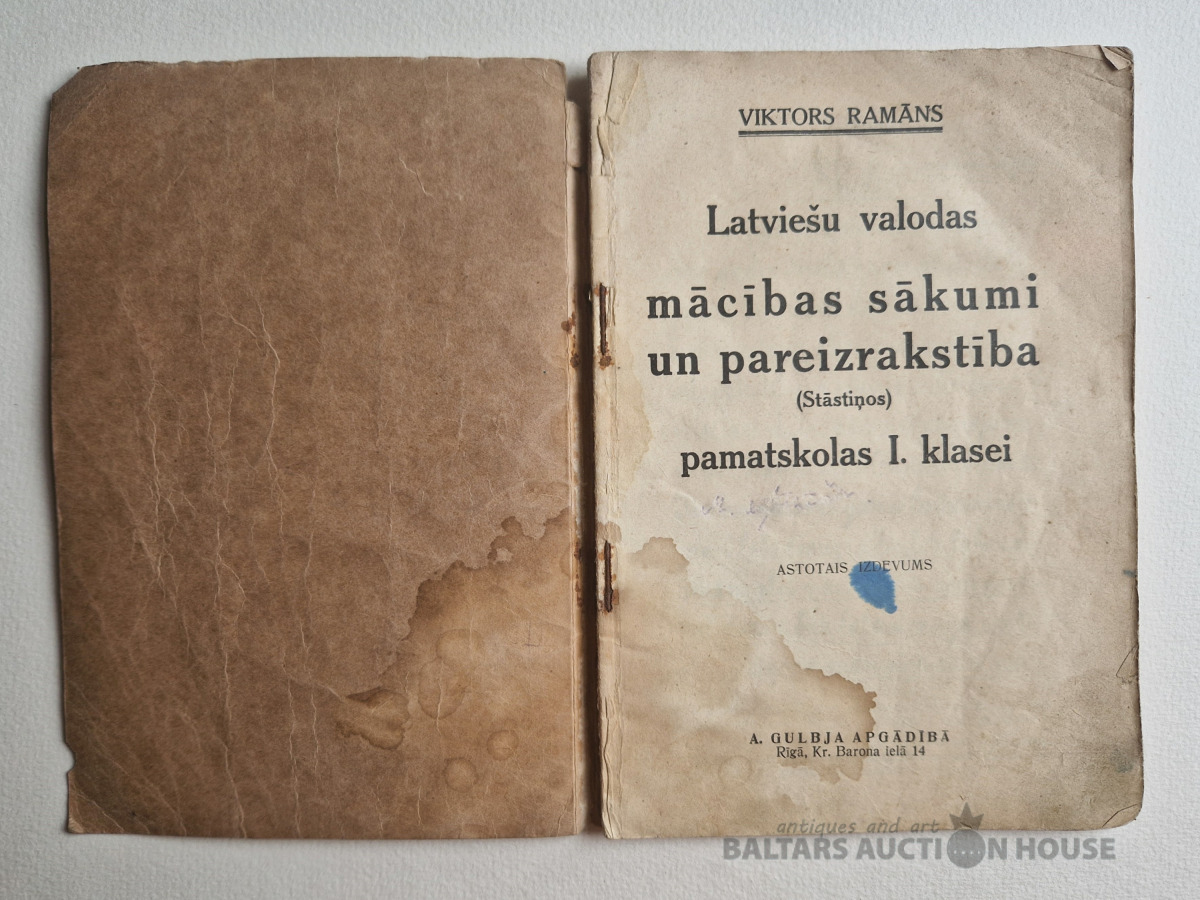 VIKTORS RAMĀNS
Latviešu valodas
mācības sākumi
un pareizrakstība
(Stāstiņos)
pamatskolas I. klasei
ASTOTAIS IZDEVUMS
A. GULBJA APGĀDĪBĀ
Rīgā, Kr. Barona ielā 14
antiques and art
BALTARS AUCTION HOUSE